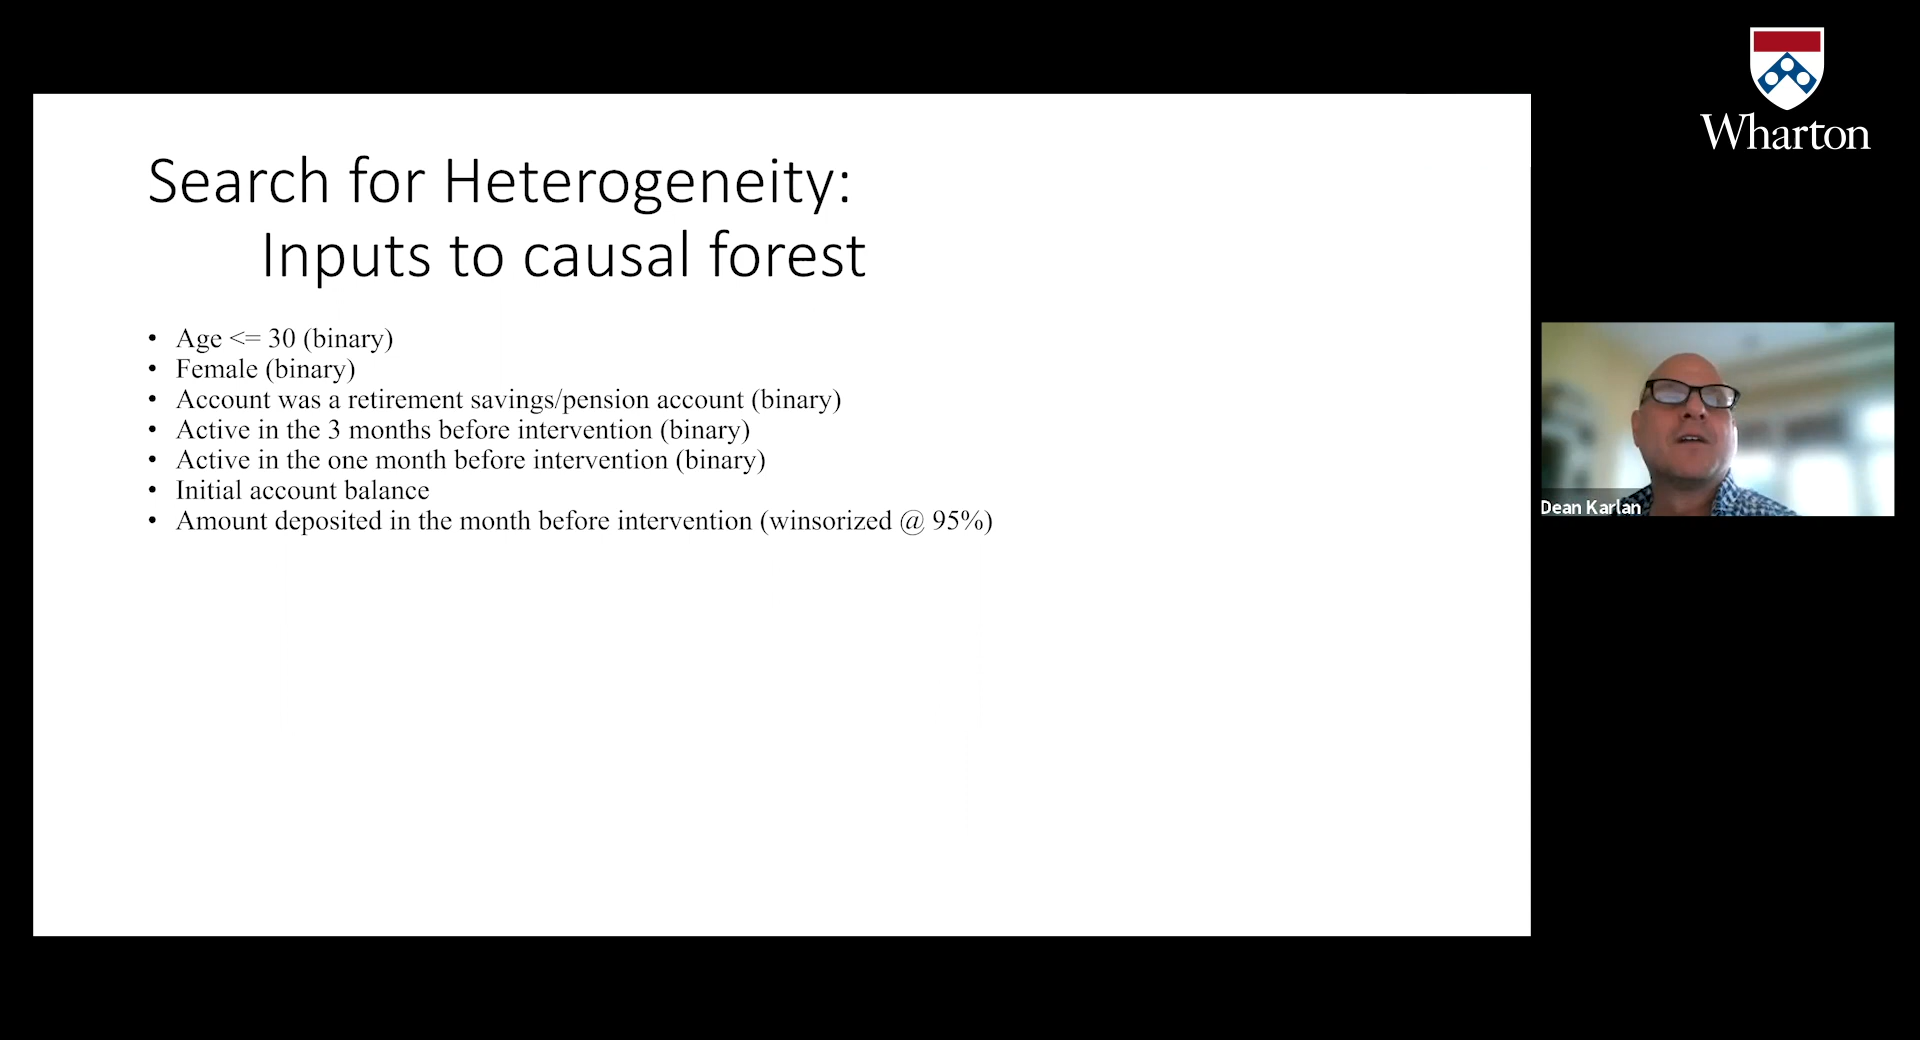 Wharton
Search for Heterogeneity:
Inputs to causal forest
• Age <= 30 (binary)
• Female (binary)
• Account was a retirement savings/pension account (binary)
• Active in the 3 months before intervention (binary)
• Active in the one month before intervention (binary)
• Initial account balance
• Amount deposited in the month before intervention (winsorized @ 95%)
Dean Karlan